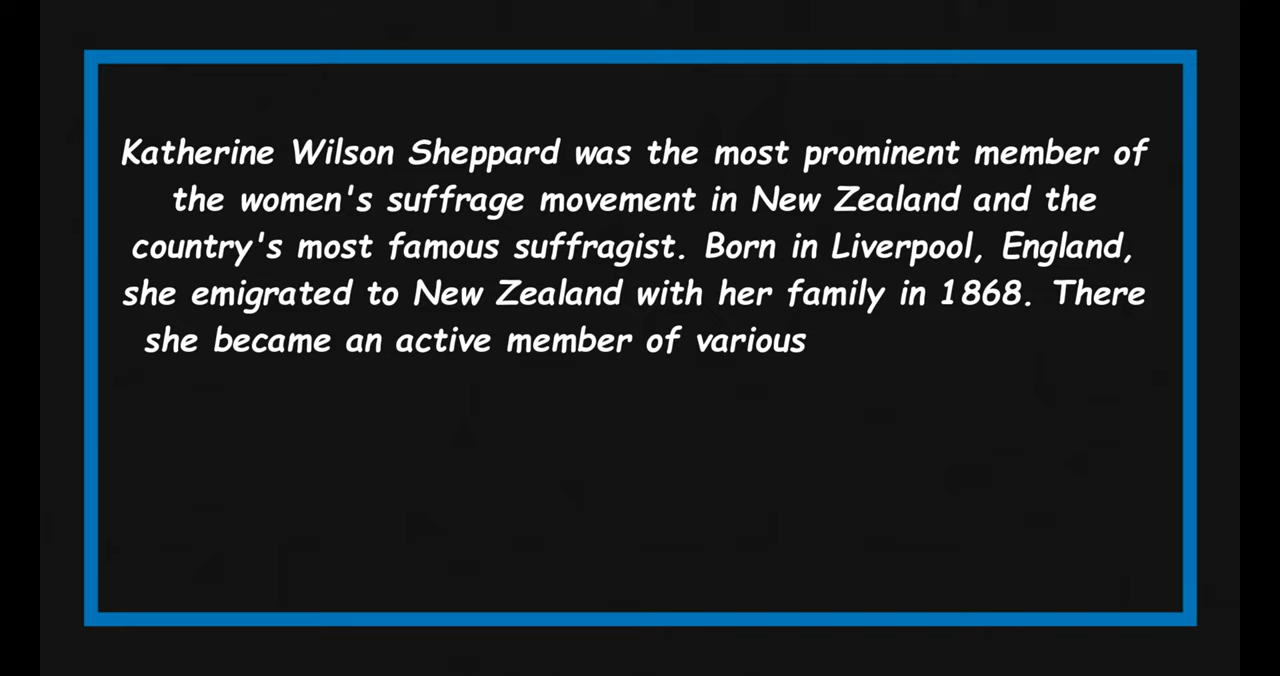 Katherine Wilson Sheppard was the most prominent member of
the women's suffrage movement in New Zealand and the
country's most famous suffragist. Born in Liverpool, England,
she emigrated to New Zealand with her family in 1868. There
she became an active member of various